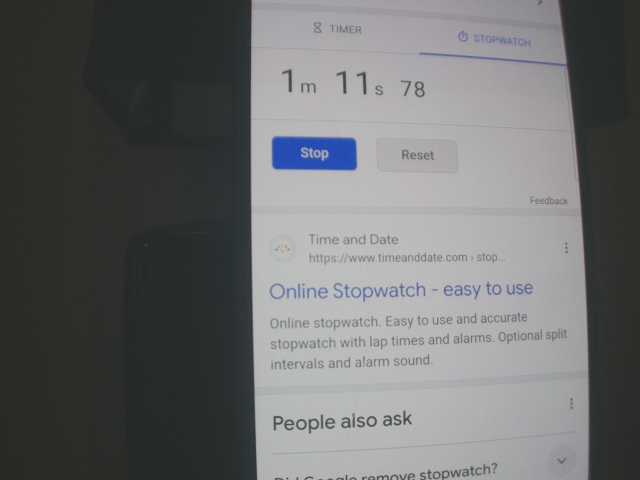 TIMER
STOPWATCH
1m 11s 78
Stop
Reset
Feedback
Time and Date
https://www.timeanddate.com › stop...
Online Stopwatch - easy to use
Online stopwatch. Easy to use and accurate
stopwatch with lap times and alarms. Optional split
intervals and alarm sound.
People also ask
Did Google remove stopwatch?